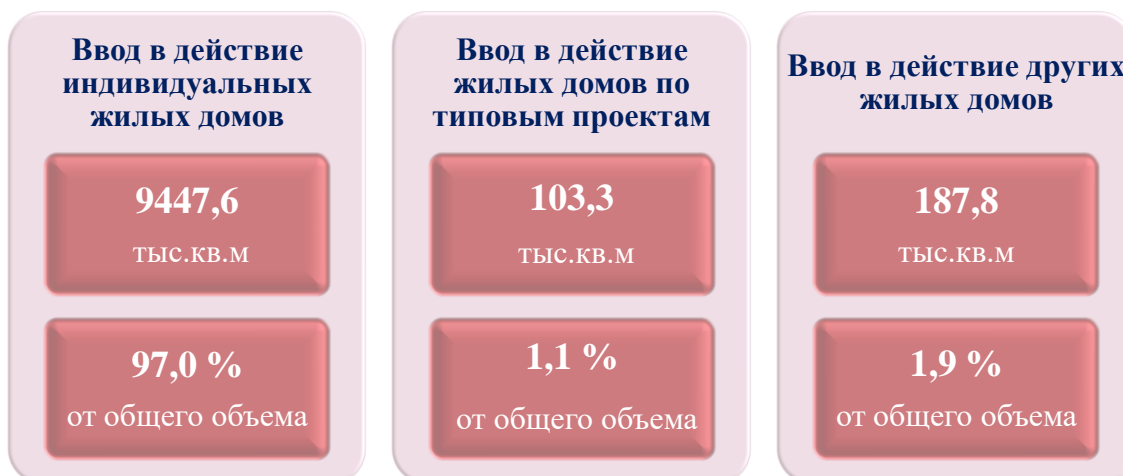 Ввод в действие
индивидуальных
жилых домов
9447,6
тыс.кв.м
97,0 %
от общего объема
Ввод в действие
жилых домов по
типовым проектам
103,3
тыс.кв.м
1,1 %
от общего объема
Ввод в действие других
жилых домов
187,8
тыс.кв.м
1,9 %
от общего объема